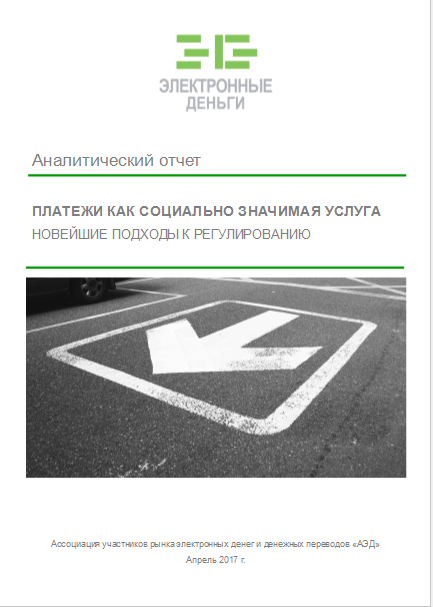 ЭЛЕКТРОННЫЕ
ДЕНЬГИ
Аналитический отчет
ПЛАТЕЖИ КАК СОЦИАЛЬНО ЗНАЧИМАЯ УСЛУГА
НОВЕЙШИЕ ПОДХОДЫ К РЕГУЛИРОВАНИЮ
Ассоциация участников рынка электронных денег и денежных переводов «АЭД»
Апрель 2017 г.